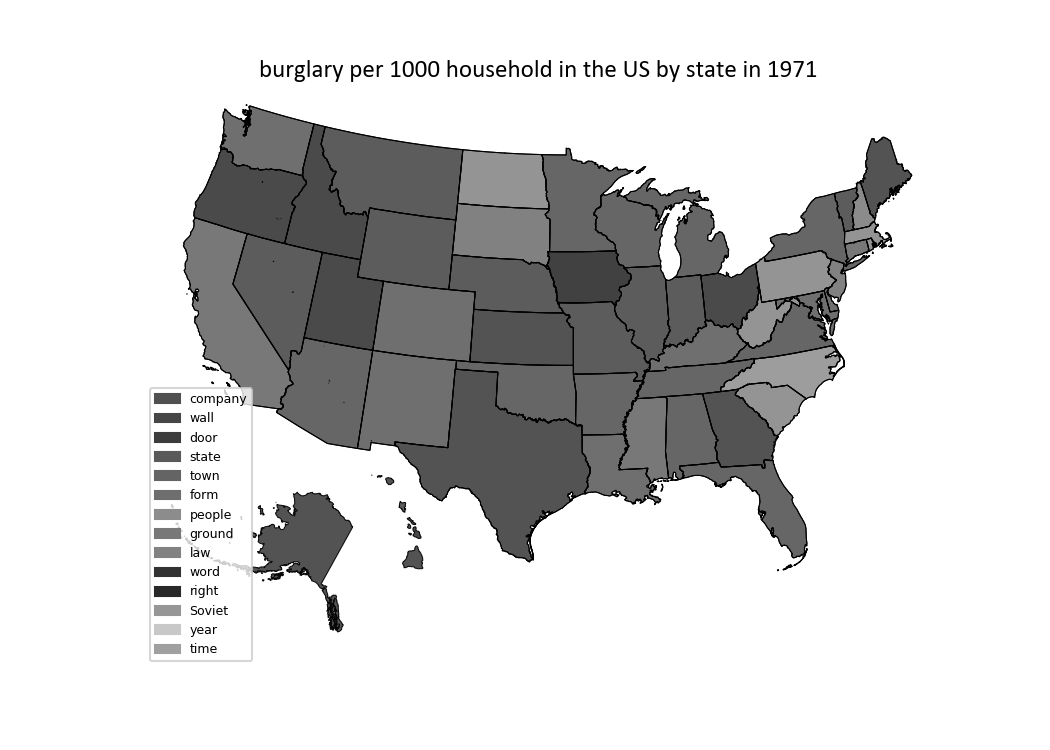 burglary per 1000 household in the US by state in 1971
company
wall
door
state
town
form
people
ground
law
word
right
Soviet
year
time